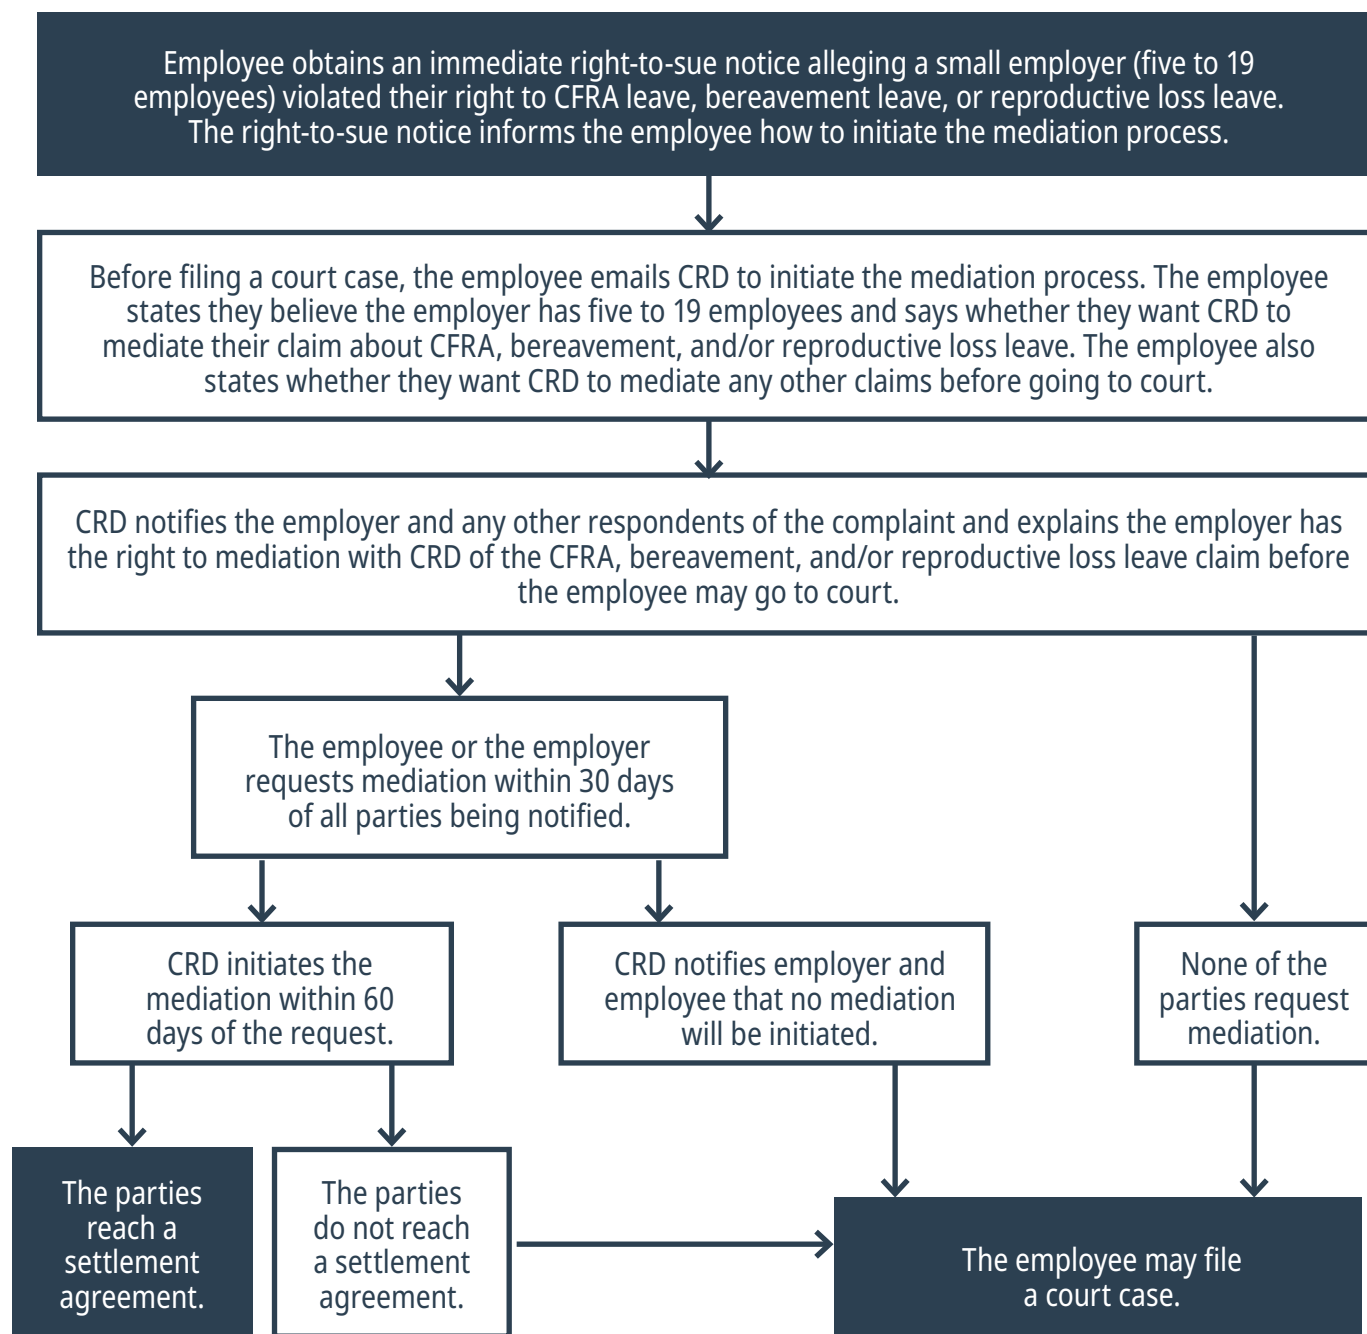 Employee obtains an immediate right-to-sue notice alleging a small employer (five to 19
employees) violated their right to CFRA leave, bereavement leave, or reproductive loss leave.
The right-to-sue notice informs the employee how to initiate the mediation process.
Before filing a court case, the employee emails CRD to initiate the mediation process. The employee
states they believe the employer has five to 19 employees and says whether they want CRD to
mediate their claim about CFRA, bereavement, and/or reproductive loss leave. The employee also
states whether they want CRD to mediate any other claims before going to court.
CRD notifies the employer and any other respondents of the complaint and explains the employer has
the right to mediation with CRD of the CFRA, bereavement, and/or reproductive loss leave claim before
the employee may go to court.
The employee or the employer
requests mediation within 30 days
of all parties being notified.
CRD initiates the
mediation within 60
days of the request.
CRD notifies employer and
employee that no mediation
will be initiated.
None of the
parties request
mediation.
The parties
reach a
settlement
agreement.
The parties
do not reach
a settlement
agreement.
The employee may file
a court case.